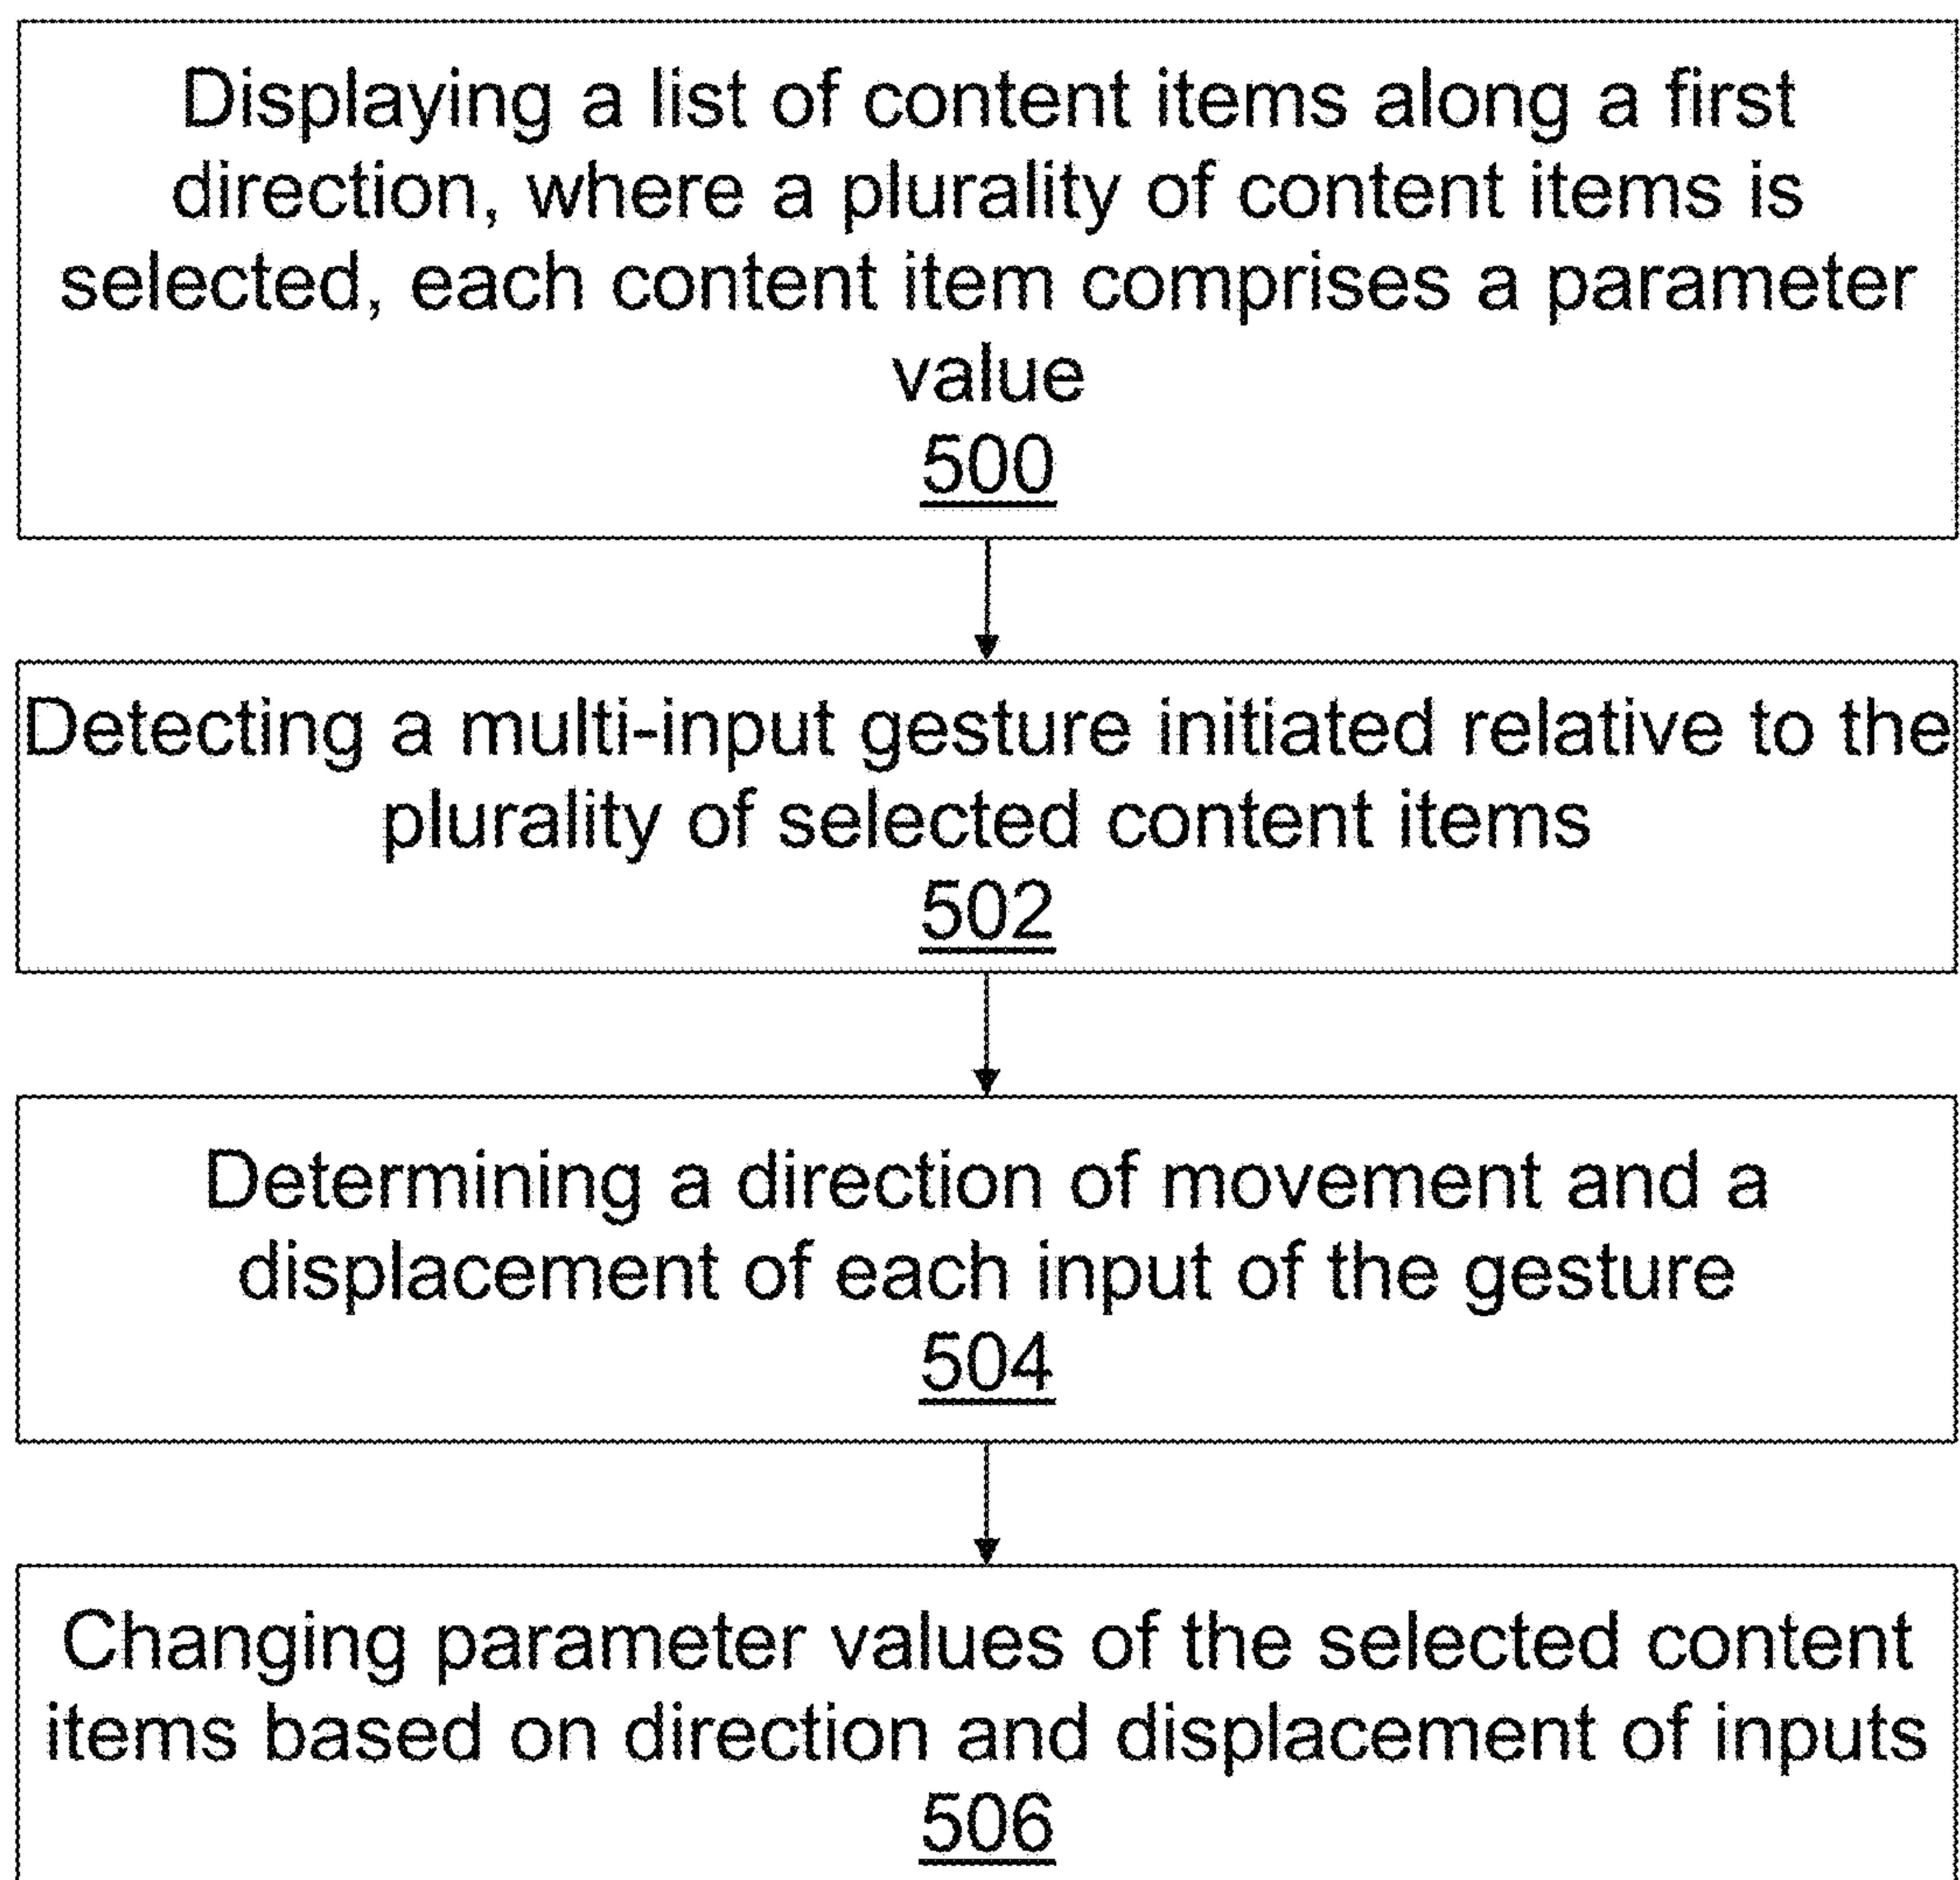 Displaying a list of content items along a first
direction, where a plurality of content items is
selected, each content item comprises a parameter
value
500
Detecting a multi-input gesture initiated relative to the
plurality of selected content items
502
Determining a direction of movement and a
displacement of each input of the gesture
504
Changing parameter values of the selected content
items based on direction and displacement of inputs
506